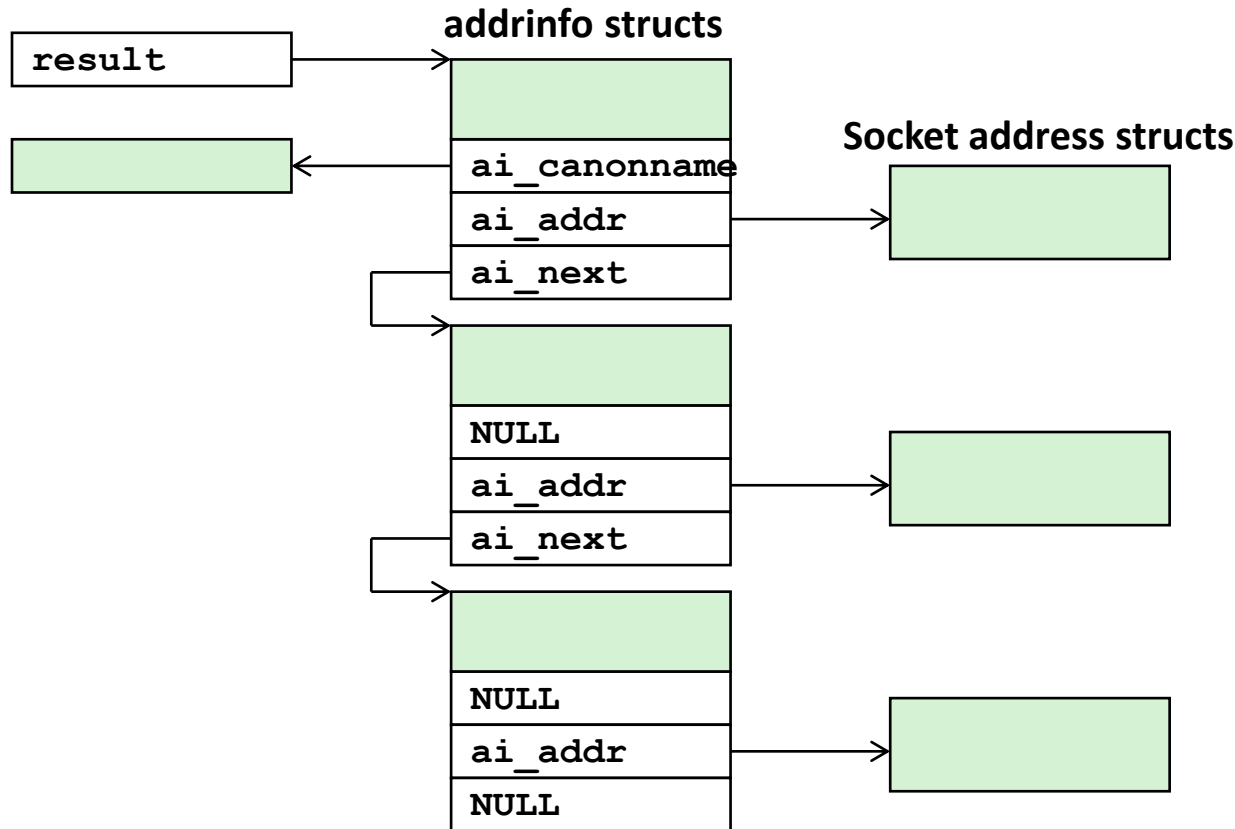 addrinfo structs
result
Socket address structs
ai_canonname
ai_addr
ai_next
NULL
ai_addr
ai_next
NULL
ai_addr
NULL